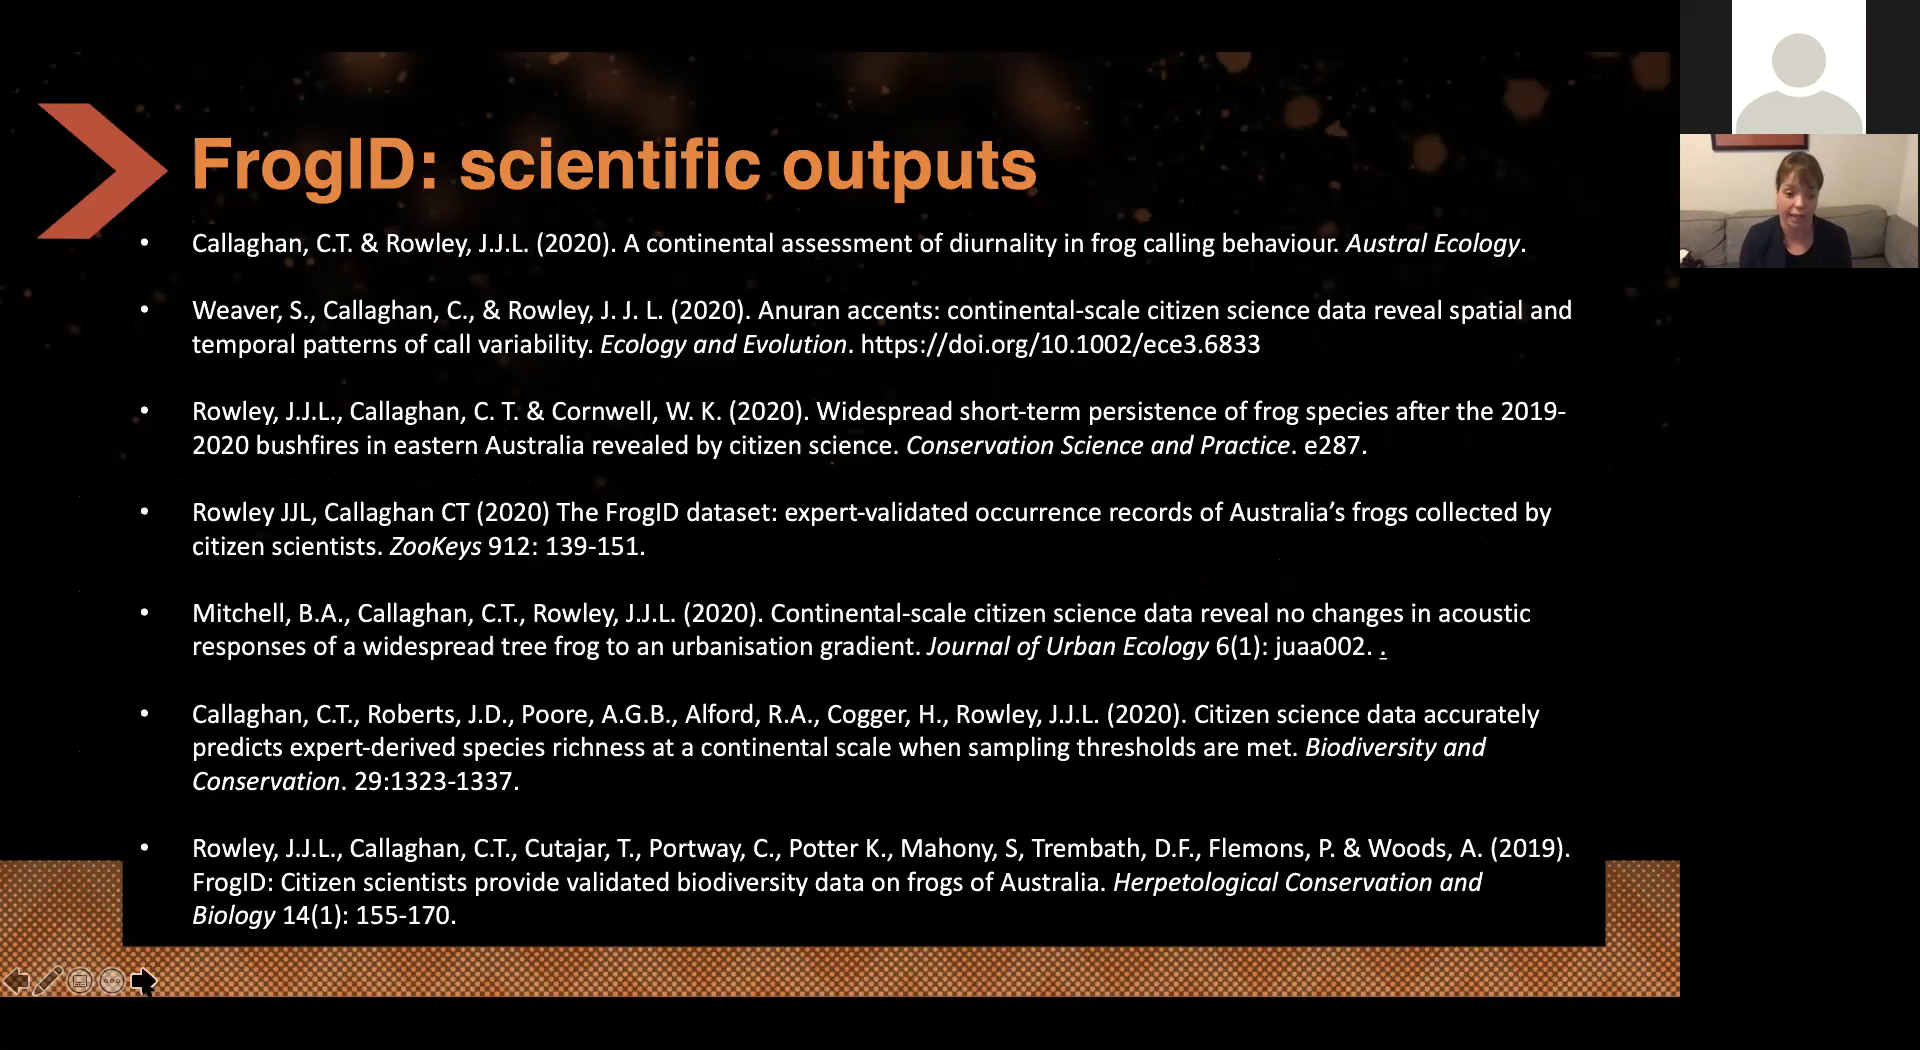 FrogID: scientific outputs
• Callaghan, C.T. & Rowley, J.J.L. (2020). A continental assessment of diurnality in frog calling behaviour. Austral Ecology.
• Weaver, S., Callaghan, C., & Rowley, J. J. L. (2020). Anuran accents: continental-scale citizen science data reveal spatial and
temporal patterns of call variability. Ecology and Evolution. https://doi.org/10.1002/ece3.6833
• Rowley, J.J.L., Callaghan, C. T. & Cornwell, W. K. (2020). Widespread short-term persistence of frog species after the 2019-
2020 bushfires in eastern Australia revealed by citizen science. Conservation Science and Practice. e287.
• Rowley JJL, Callaghan CT (2020) The FrogID dataset: expert-validated occurrence records of Australia’s frogs collected by
citizen scientists. ZooKeys 912: 139-151.
• Mitchell, B.A., Callaghan, C.T., Rowley, J.J.L. (2020). Continental-scale citizen science data reveal no changes in acoustic
responses of a widespread tree frog to an urbanisation gradient. Journal of Urban Ecology 6(1): juaa002. .
• Callaghan, C.T., Roberts, J.D., Poore, A.G.B., Alford, R.A., Cogger, H., Rowley, J.J.L. (2020). Citizen science data accurately
predicts expert-derived species richness at a continental scale when sampling thresholds are met. Biodiversity and
Conservation. 29:1323-1337.
• Rowley, J.J.L., Callaghan, C.T., Cutajar, T., Portway, C., Potter K., Mahony, S, Trembath, D.F., Flemons, P. & Woods, A. (2019).
FrogID: Citizen scientists provide validated biodiversity data on frogs of Australia. Herpetological Conservation and
Biology 14(1): 155-170.